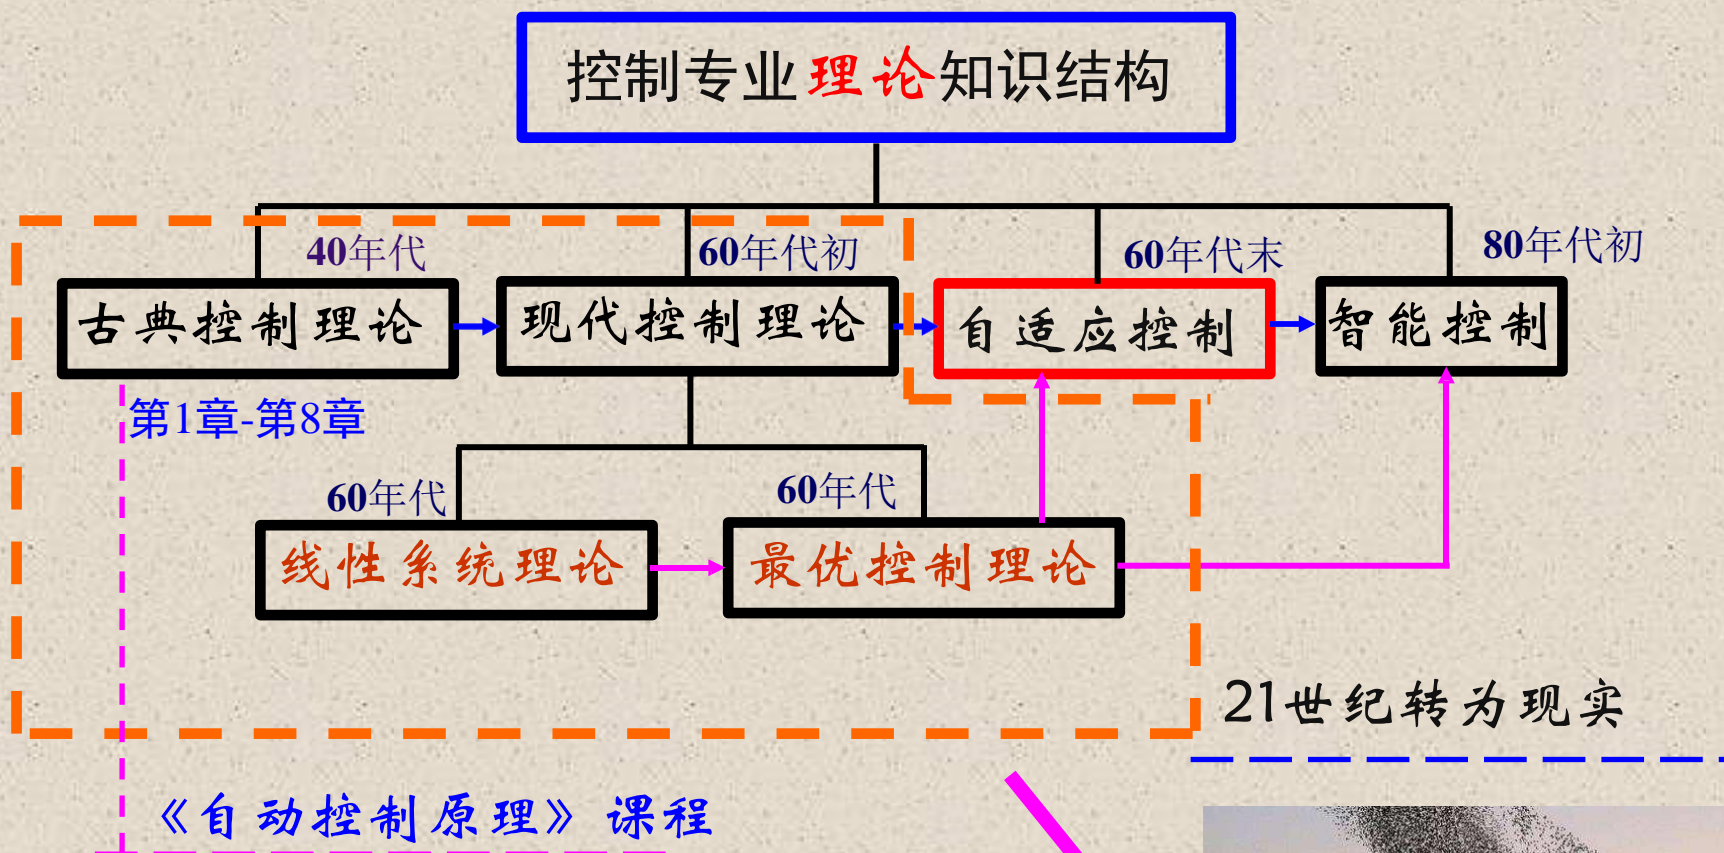 控制专业理论知识结构
40年代
60年代初
60年代末
80年代初
古典控制理论
现代控制理论
自适应控制
智能控制
第1章-第8章
60年代
60年代
线性系统理论
最优控制理论
21世纪转为现实
《自动控制原理》课程